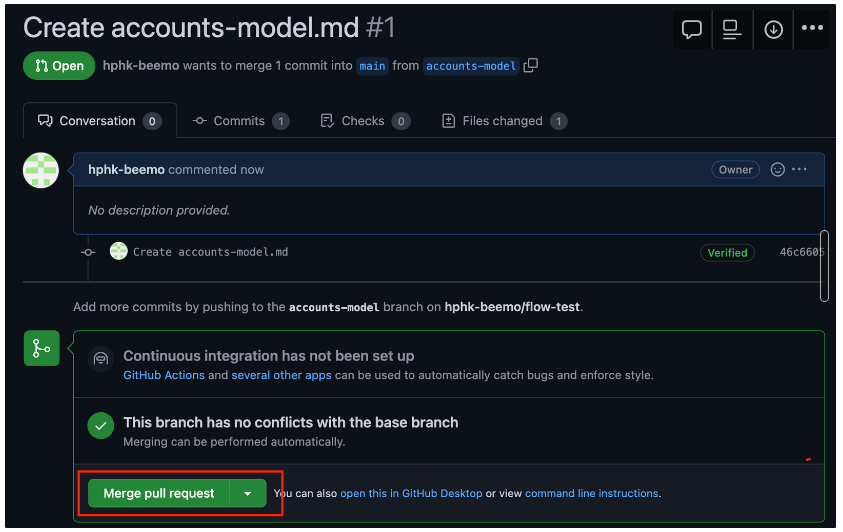 Create accounts-model.md #1
Open hphk-beemo wants to merge 1 commit into main from accounts-model
Conversation 0 Commits 1 Checks 0 Files changed 1
hphk-beemo commented now Owner
No description provided.
Create accounts-model.md Verified 46c6605
Add more commits by pushing to the accounts-model branch on hphk-beemo/flow-test.
Continuous integration has not been set up
GitHub Actions and several other apps can be used to automatically catch bugs and enforce style.
This branch has no conflicts with the base branch
Merging can be performed automatically.
Merge pull request You can also open this in GitHub Desktop or view command line instructions.